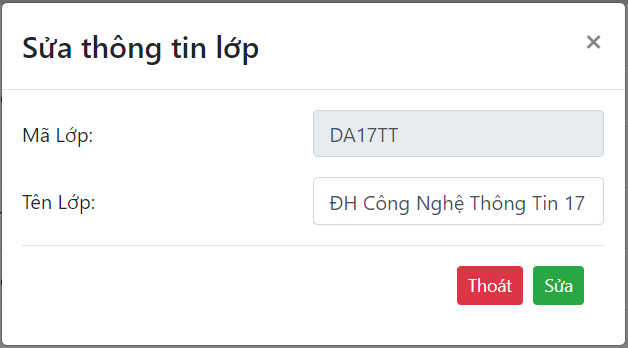 Sửa thông tin lớp ×
Mã Lớp: DA17TT
Tên Lớp: ĐH Công Nghệ Thông Tin 17
Thoát Sửa